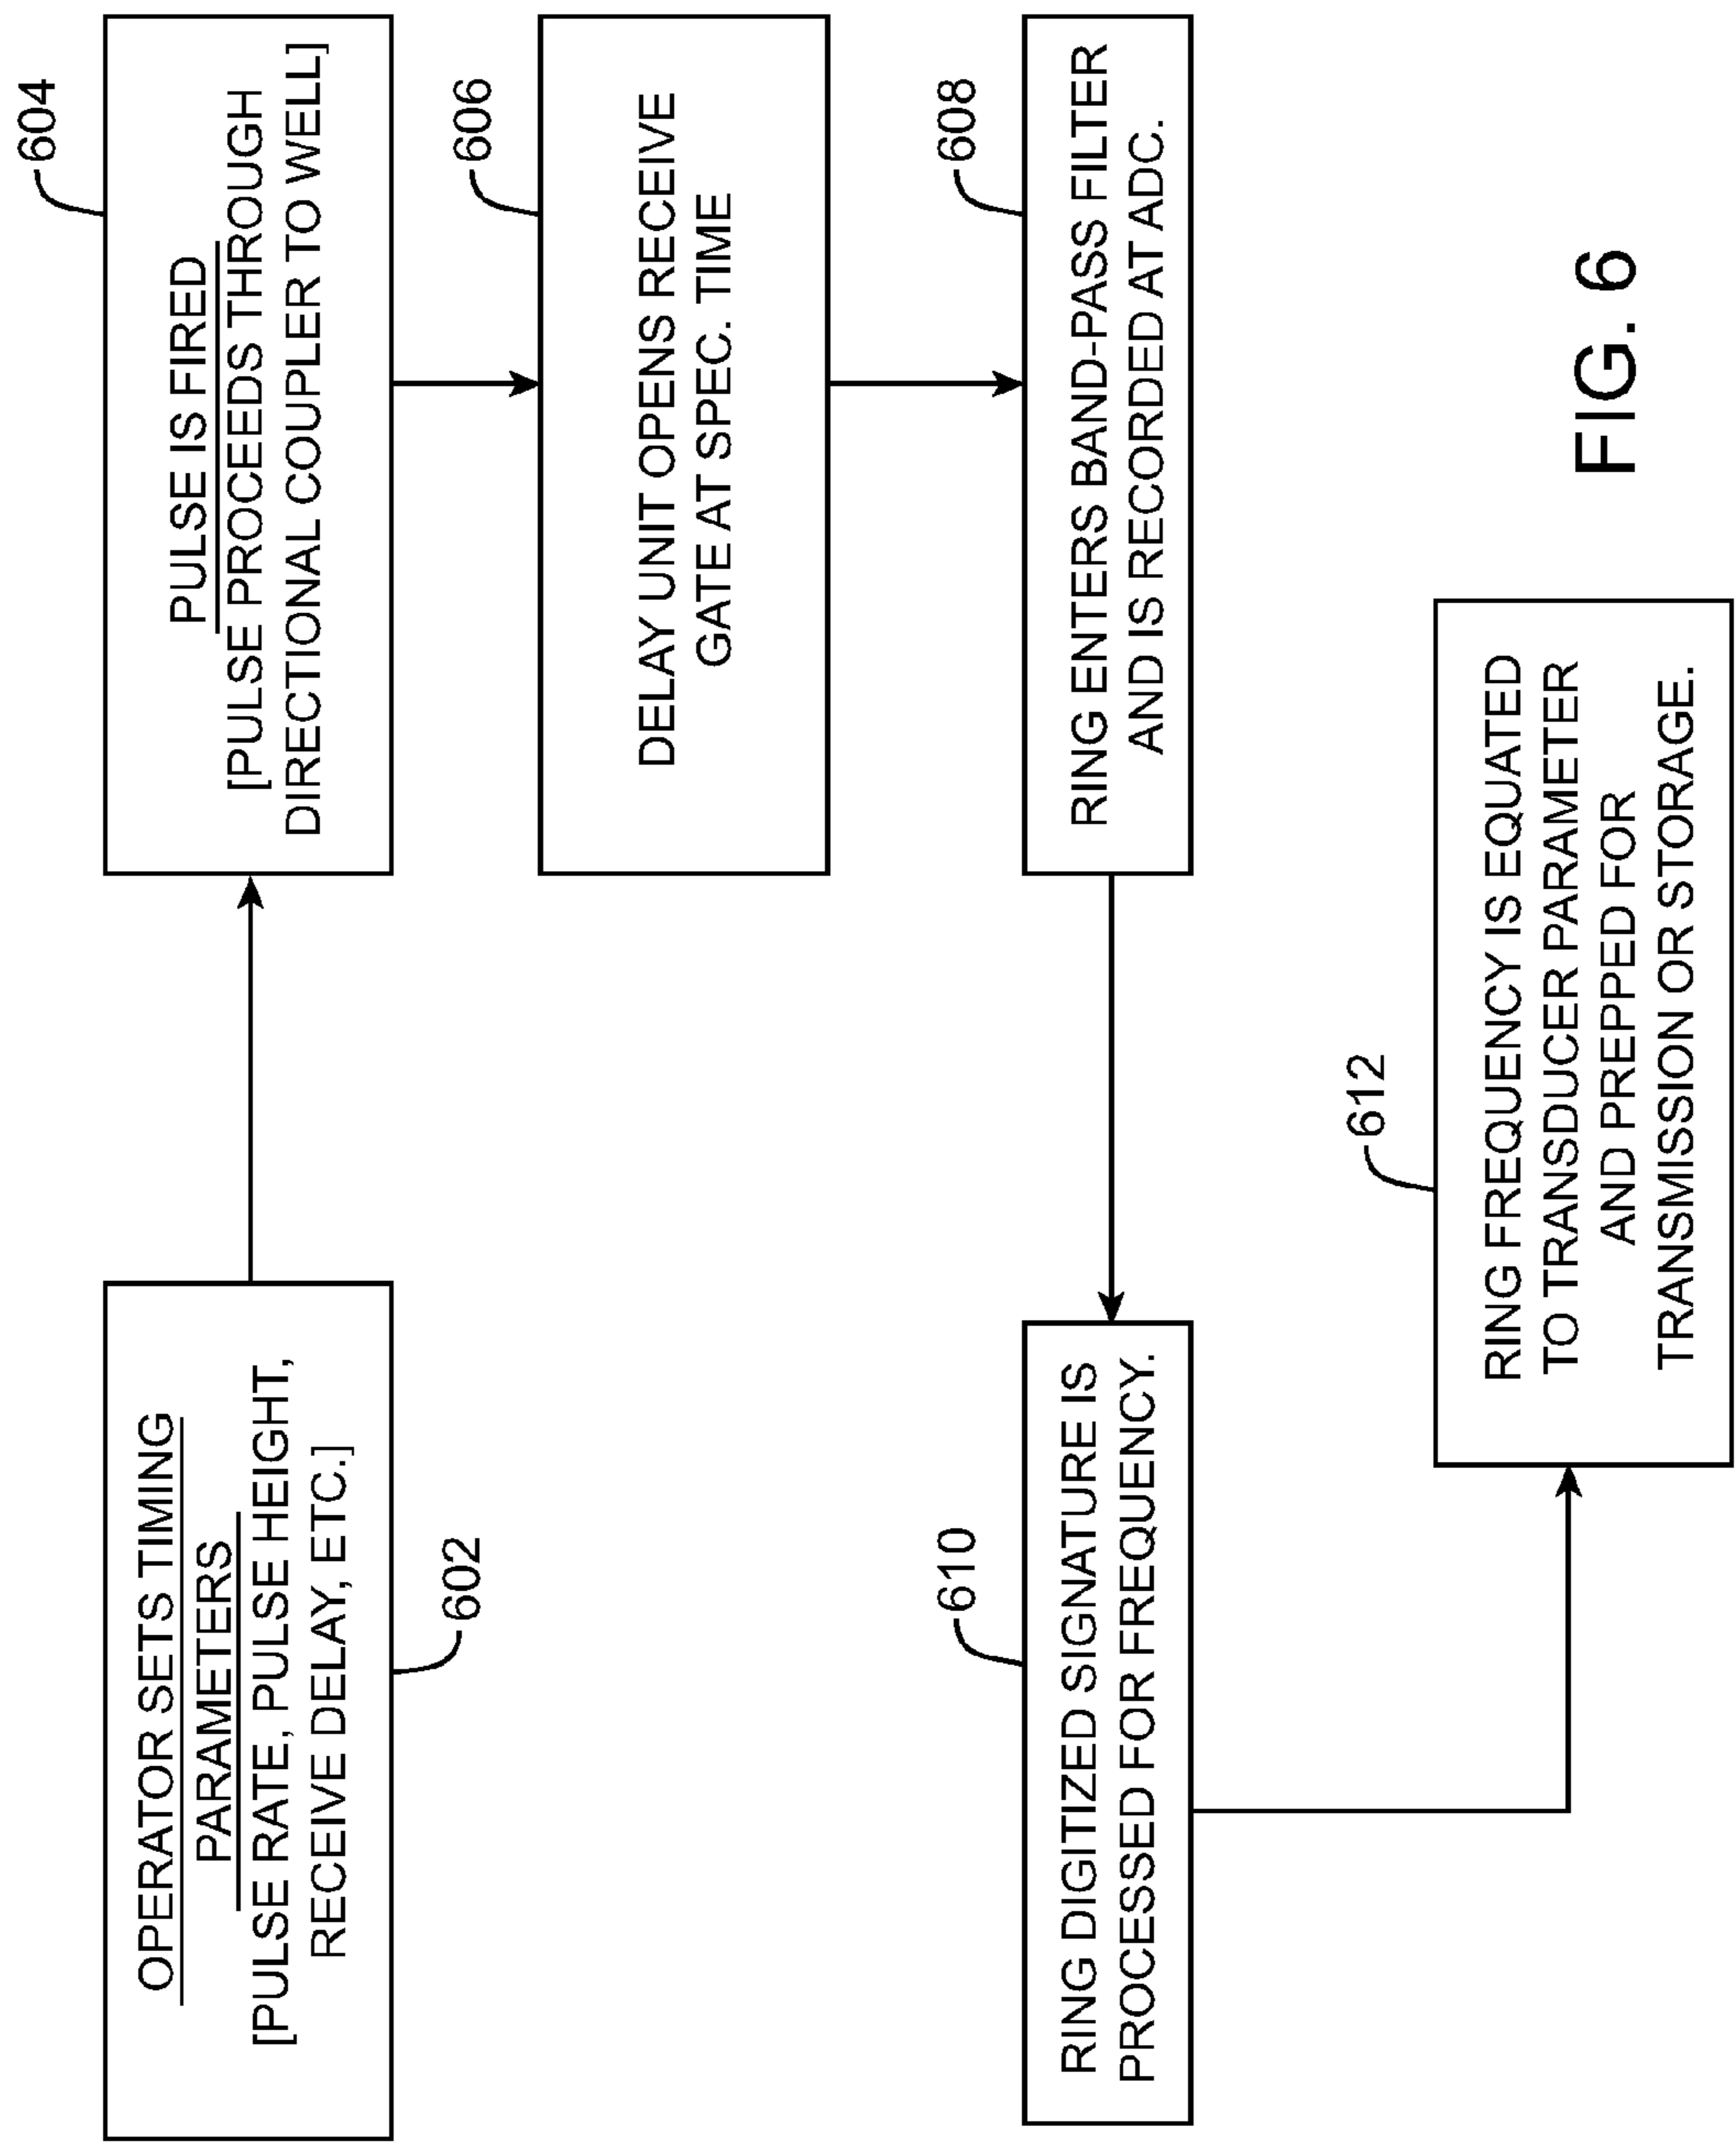 602
OPERATOR SETS TIMING
PARAMETERS
[PULSE RATE, PULSE HEIGHT,
RECEIVE DELAY, ETC.]
604
PULSE IS FIRED
[PULSE PROCEEDS THROUGH
DIRECTIONAL COUPLER TO WELL]
606
DELAY UNIT OPENS RECEIVE
GATE AT SPEC. TIME
608
RING ENTERS BAND-PASS FILTER
AND IS RECORDED AT ADC.
610
RING DIGITIZED SIGNATURE IS
PROCESSED FOR FREQUENCY.
612
RING FREQUENCY IS EQUATED
TO TRANSDUCER PARAMETER
AND PREPPED FOR
TRANSMISSION OR STORAGE.
FIG. 6